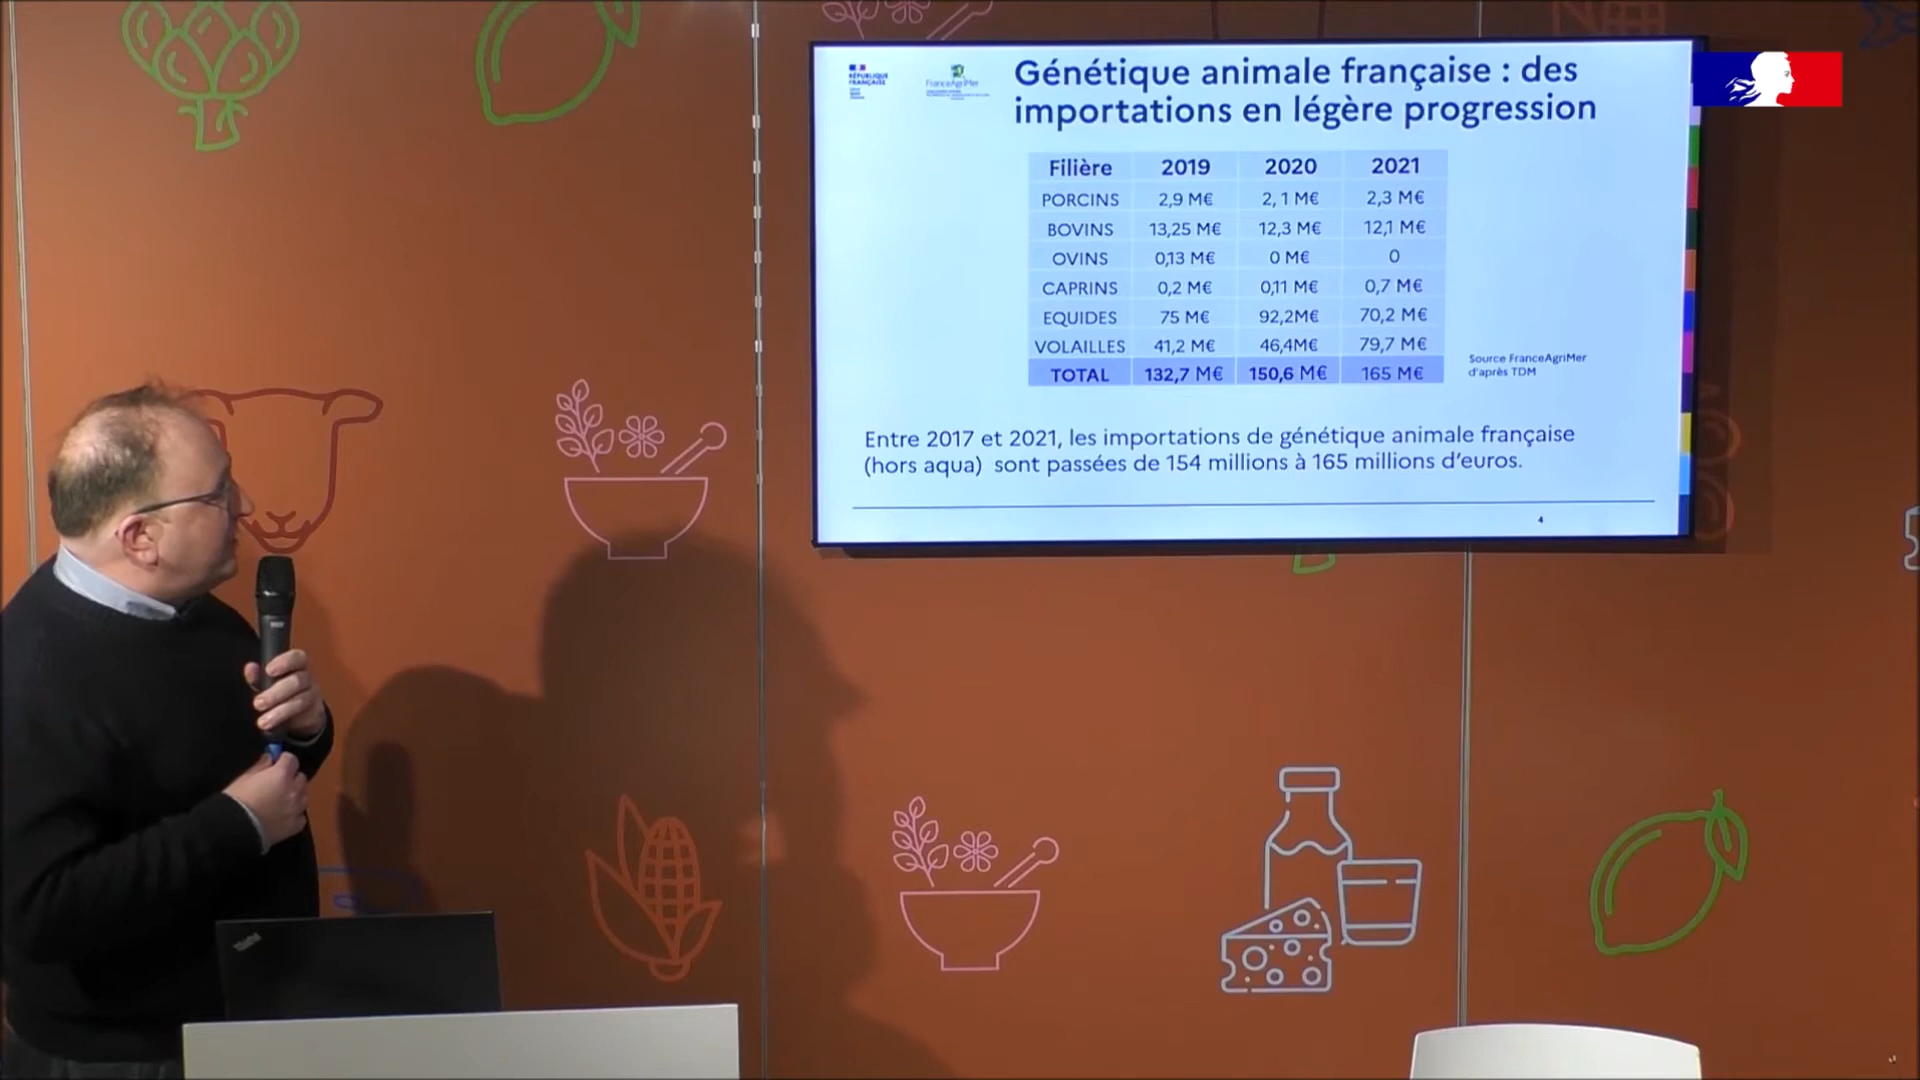 RÉPUBLIQUE
FRANÇAISE
FranceAgriMer
Génétique animale française : des
importations en légère progression
Filière 2019 2020 2021
PORCINS 2,9 M€ 2, 1 M€ 2,3 M€
BOVINS 13,25 M€ 12,3 M€ 12,1 M€
OVINS 0,13 M€ 0 M€ 0
CAPRINS 0,2 M€ 0,11 M€ 0,7 M€
EQUIDES 75 M€ 92,2M€ 70,2 M€
VOLAILLES 41,2 M€ 46,4M€ 79,7 M€
TOTAL 132,7 M€ 150,6 M€ 165 M€
Source FranceAgriMer
d'après TDM
Entre 2017 et 2021, les importations de génétique animale française
(hors aqua) sont passées de 154 millions à 165 millions d'euros.
4